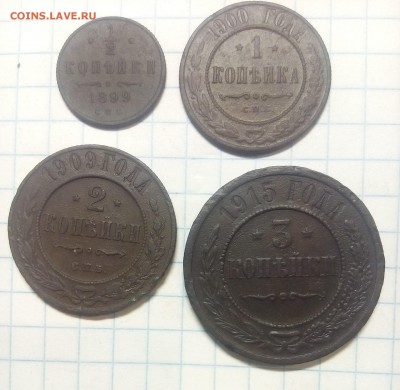 COINS.LAVE.RU
1/2
КОПѢЙКИ
1899
С.П.Б.
1900 ГОДА
* 1 *
КОПѢЙКА
С.П.Б.
1909 ГОДА
* 2 *
КОПѢЙКИ
С.П.Б.
1915 ГОДА
* 3 *
КОПѢЙКИ